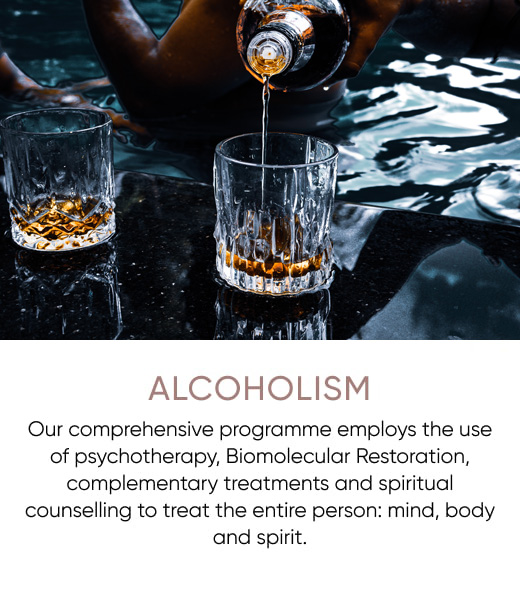 ALCOHOLISM
Our comprehensive programme employs the use
of psychotherapy, Biomolecular Restoration,
complementary treatments and spiritual
counselling to treat the entire person: mind, body
and spirit.